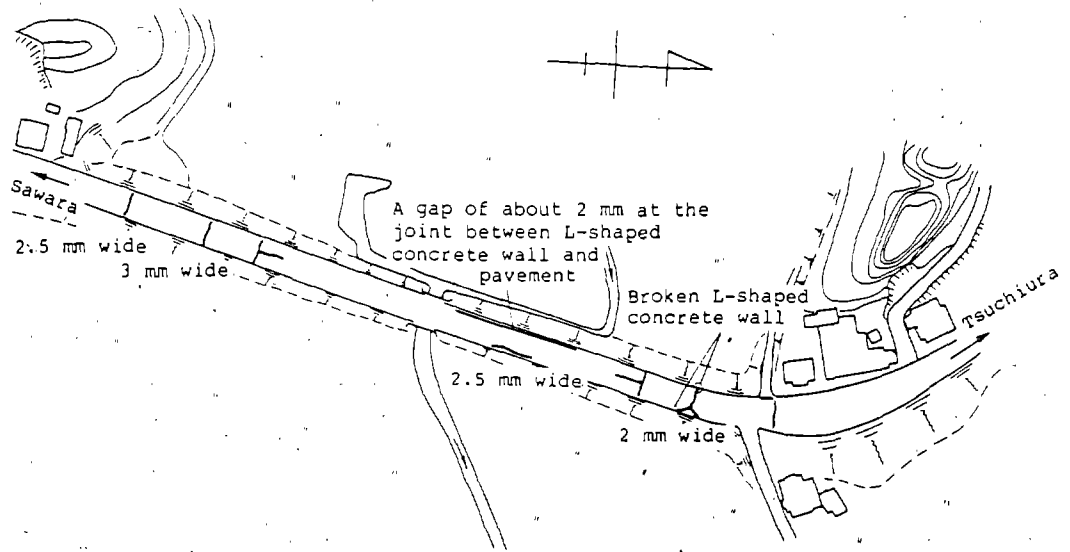 Sawara
2.5 mm wide
3 mm wide
A gap of about 2 mm at the
joint between L-shaped
concrete wall and
pavement
Broken L-shaped
concrete wall
Tsuchiura
2.5 mm wide
2 mm wide